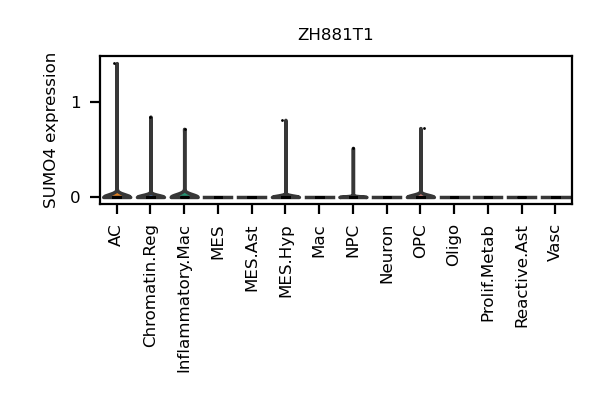 ZH881T1
SUMO4 expression
1
0
AC
Chromatin.Reg
Inflammatory.Mac
MES
MES.Ast
MES.Hyp
Mac
NPC
Neuron
OPC
Oligo
Prolif.Metab
Reactive.Ast
Vasc